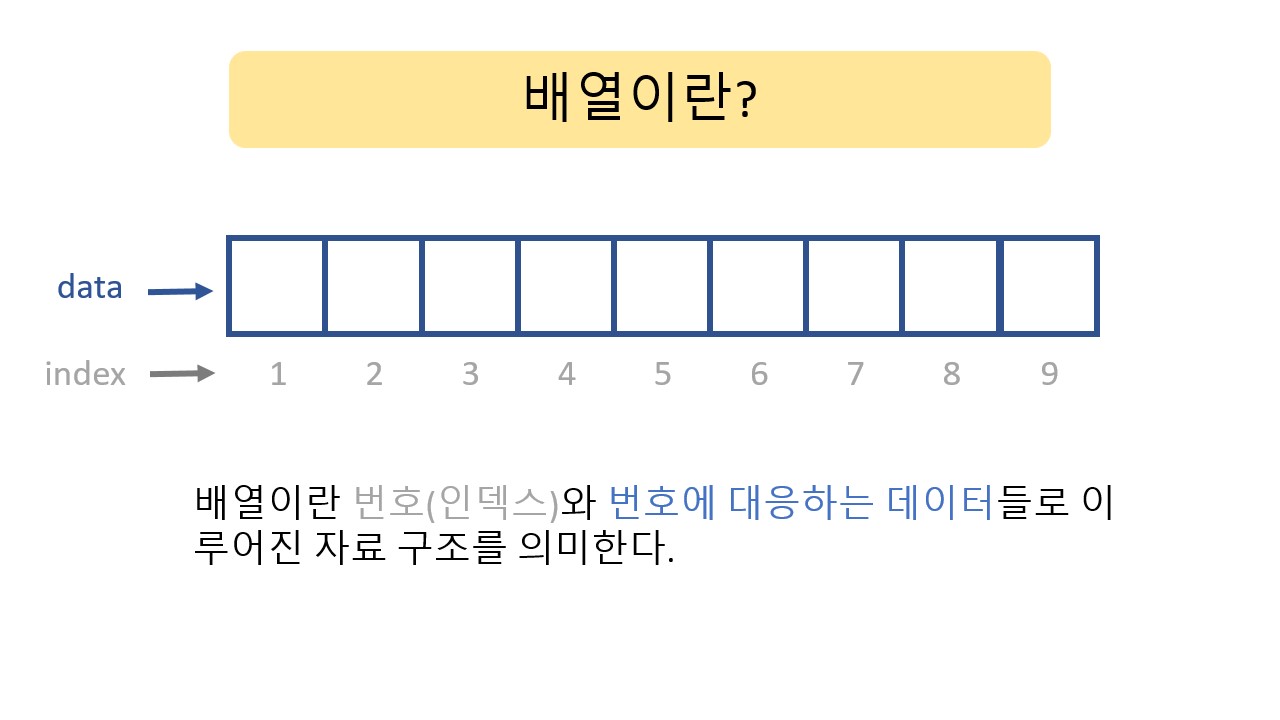 배열이란?
data
index 1 2 3 4 5 6 7 8 9
배열이란 번호(인덱스)와 번호에 대응하는 데이터들로 이
루어진 자료 구조를 의미한다.